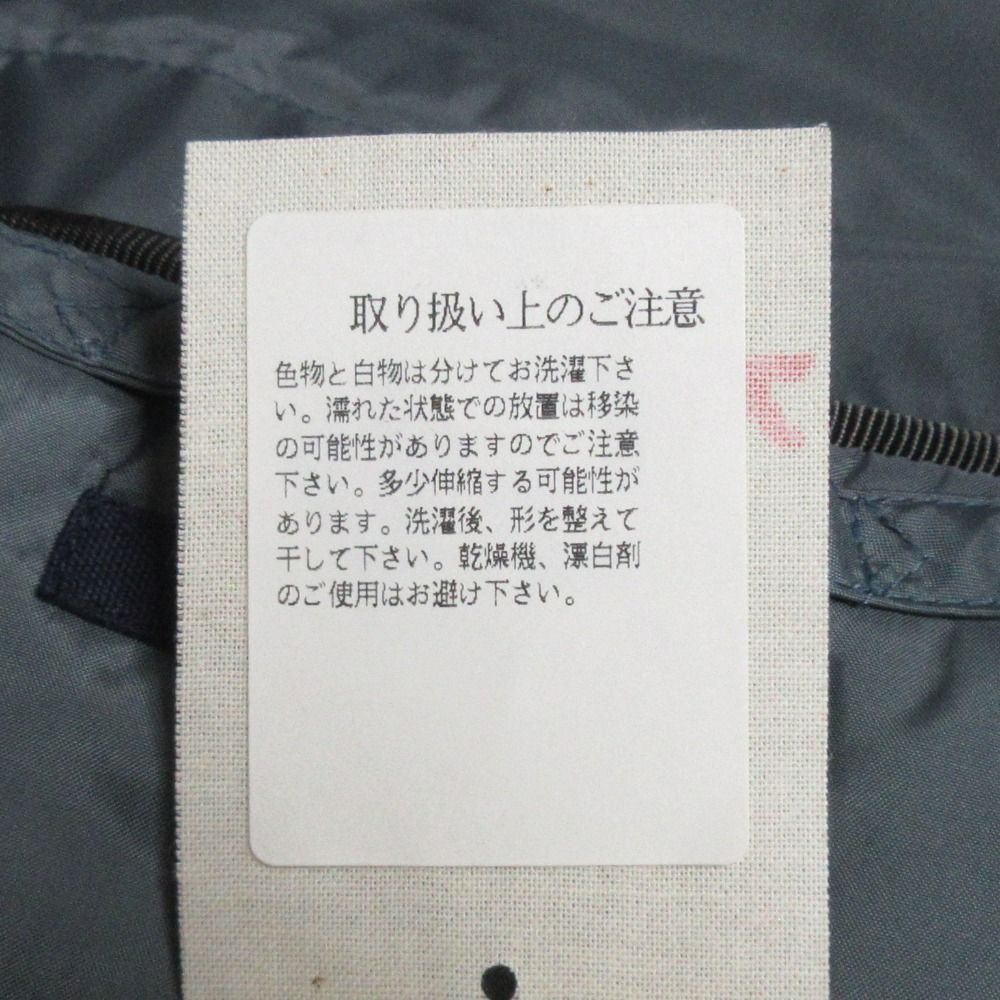 取り扱い上のご注意
色物と白物は分けてお洗濯下さ
い。濡れた状態での放置は移染
の可能性がありますのでご注意
下さい。多少伸縮する可能性が
あります。洗濯後、形を整えて
干して下さい。乾燥機、漂白剤
のご使用はお避け下さい。